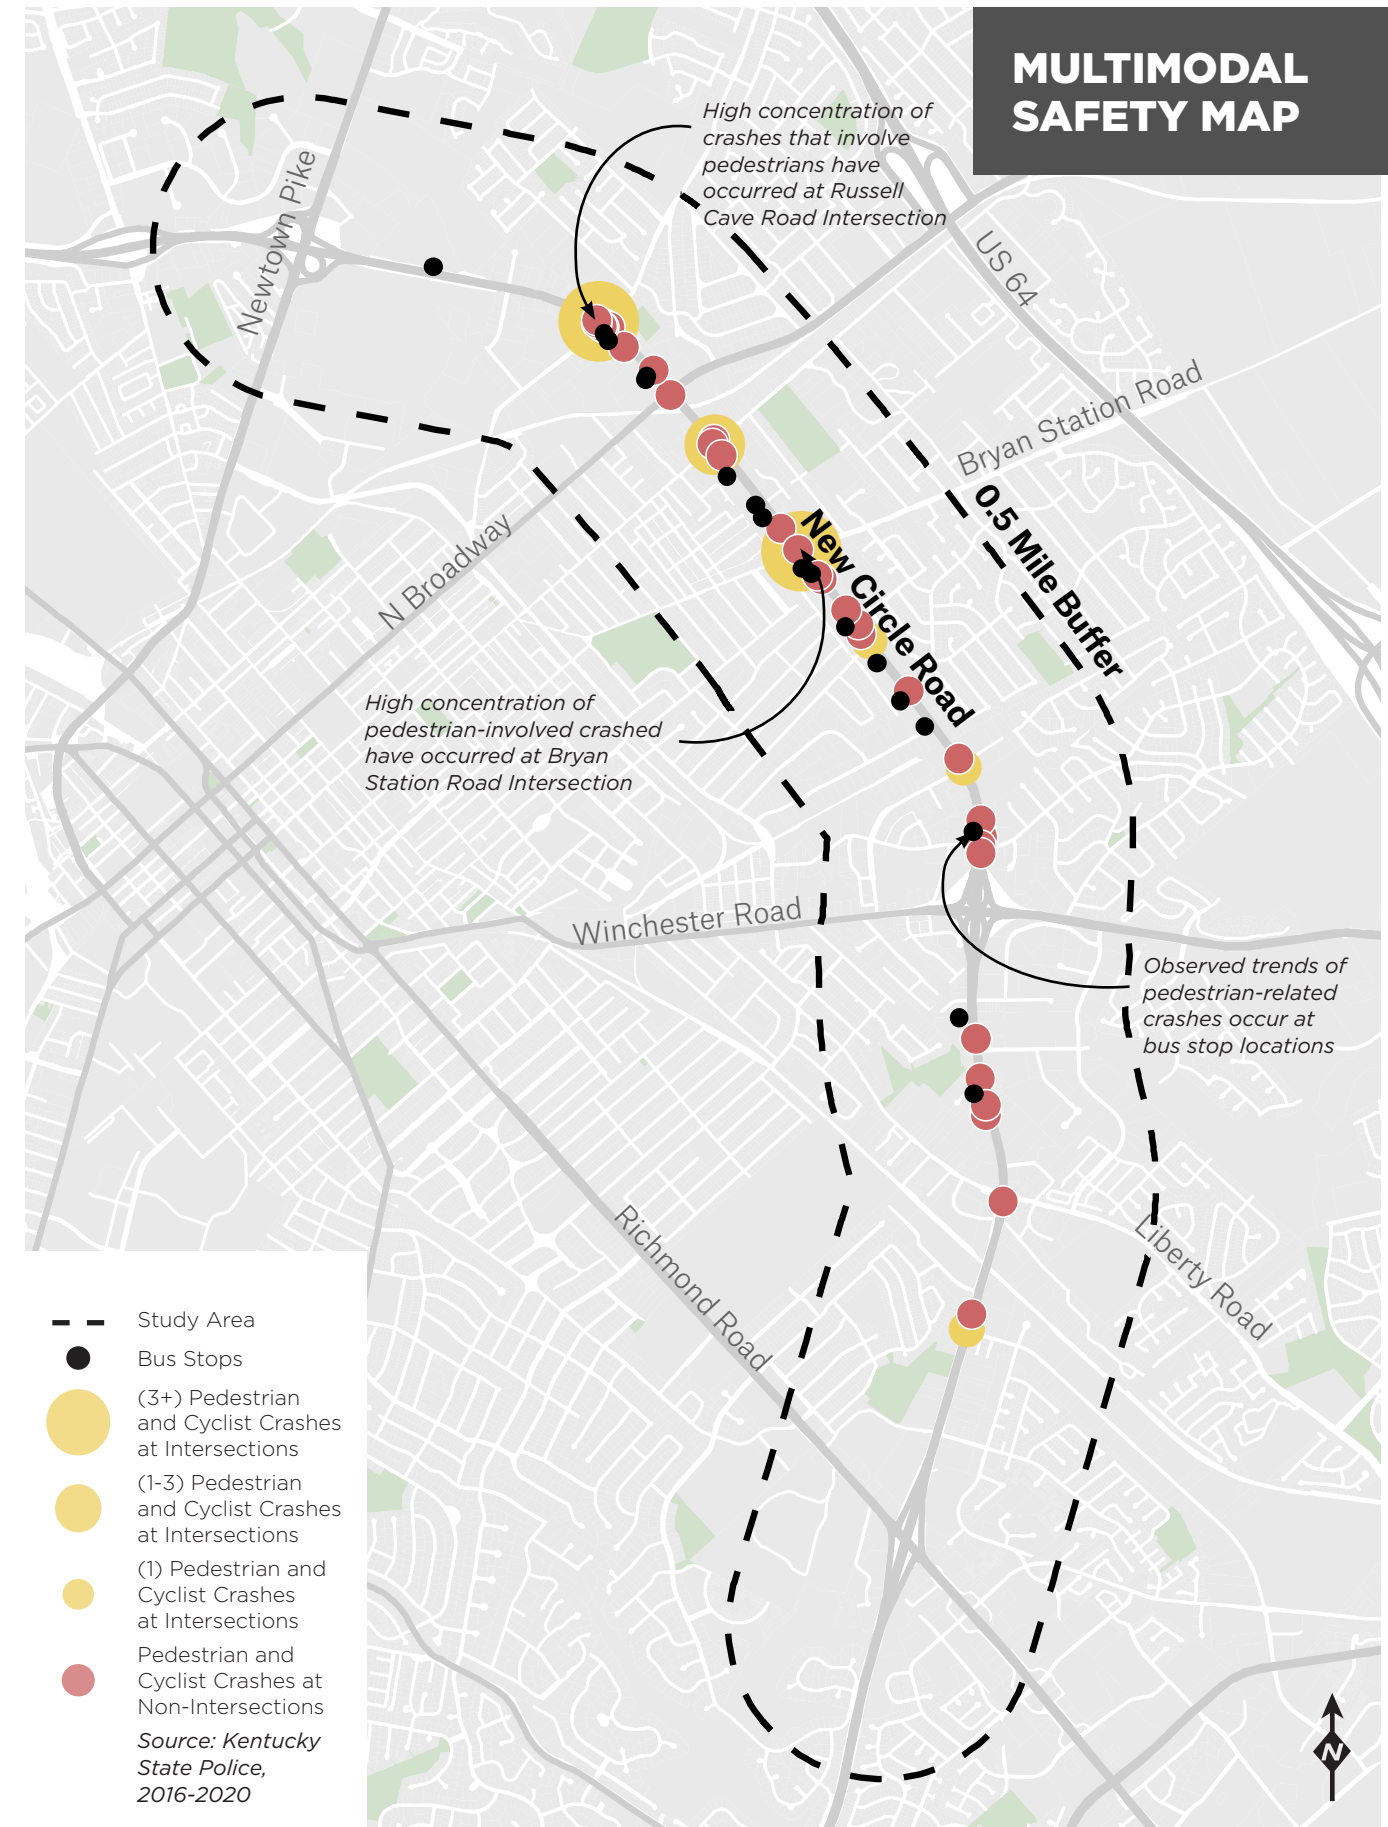 MULTIMODAL
SAFETY MAP
High concentration of
crashes that involve
pedestrians have
occurred at Russell
Cave Road Intersection
Newtown Pike
US 64
Bryan Station Road
0.5 Mile Buffer
N Broadway
New Circle Road
High concentration of
pedestrian-involved crashed
have occurred at Bryan
Station Road Intersection
Winchester Road
Observed trends of
pedestrian-related
crashes occur at
bus stop locations
Richmond Road
Liberty Road
Study Area
Bus Stops
(3+) Pedestrian
and Cyclist Crashes
at Intersections
(1-3) Pedestrian
and Cyclist Crashes
at Intersections
(1) Pedestrian and
Cyclist Crashes
at Intersections
Pedestrian and
Cyclist Crashes at
Non-Intersections
Source: Kentucky
State Police,
2016-2020
N